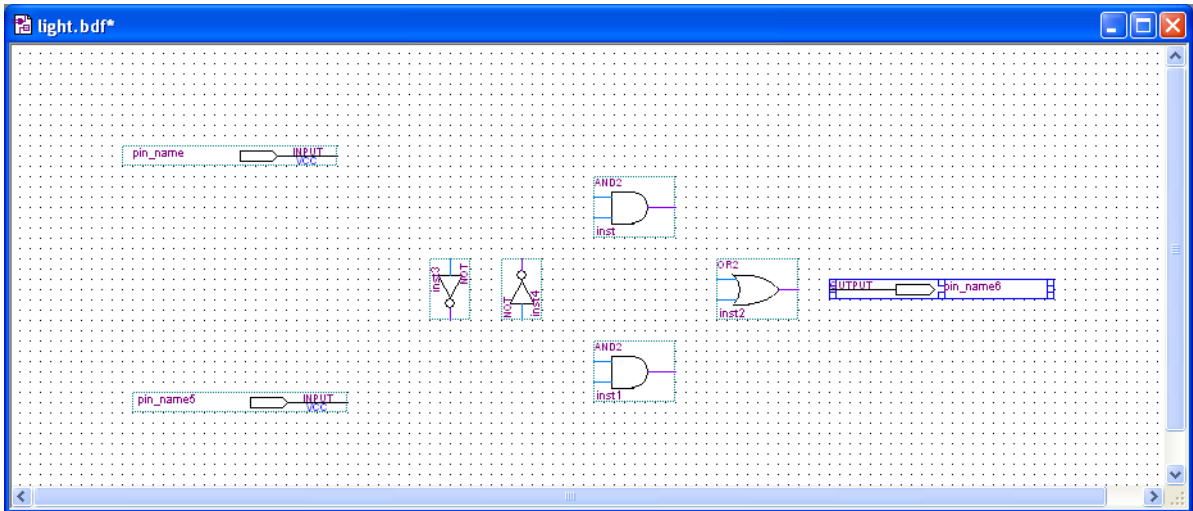 light.bdf*
pin_name
INPUT
VCC
AND2
inst
inst3
NOT
NOT
inst4
OR2
inst2
OUTPUT
pin_name6
AND2
inst1
pin_name5
INPUT
VCC